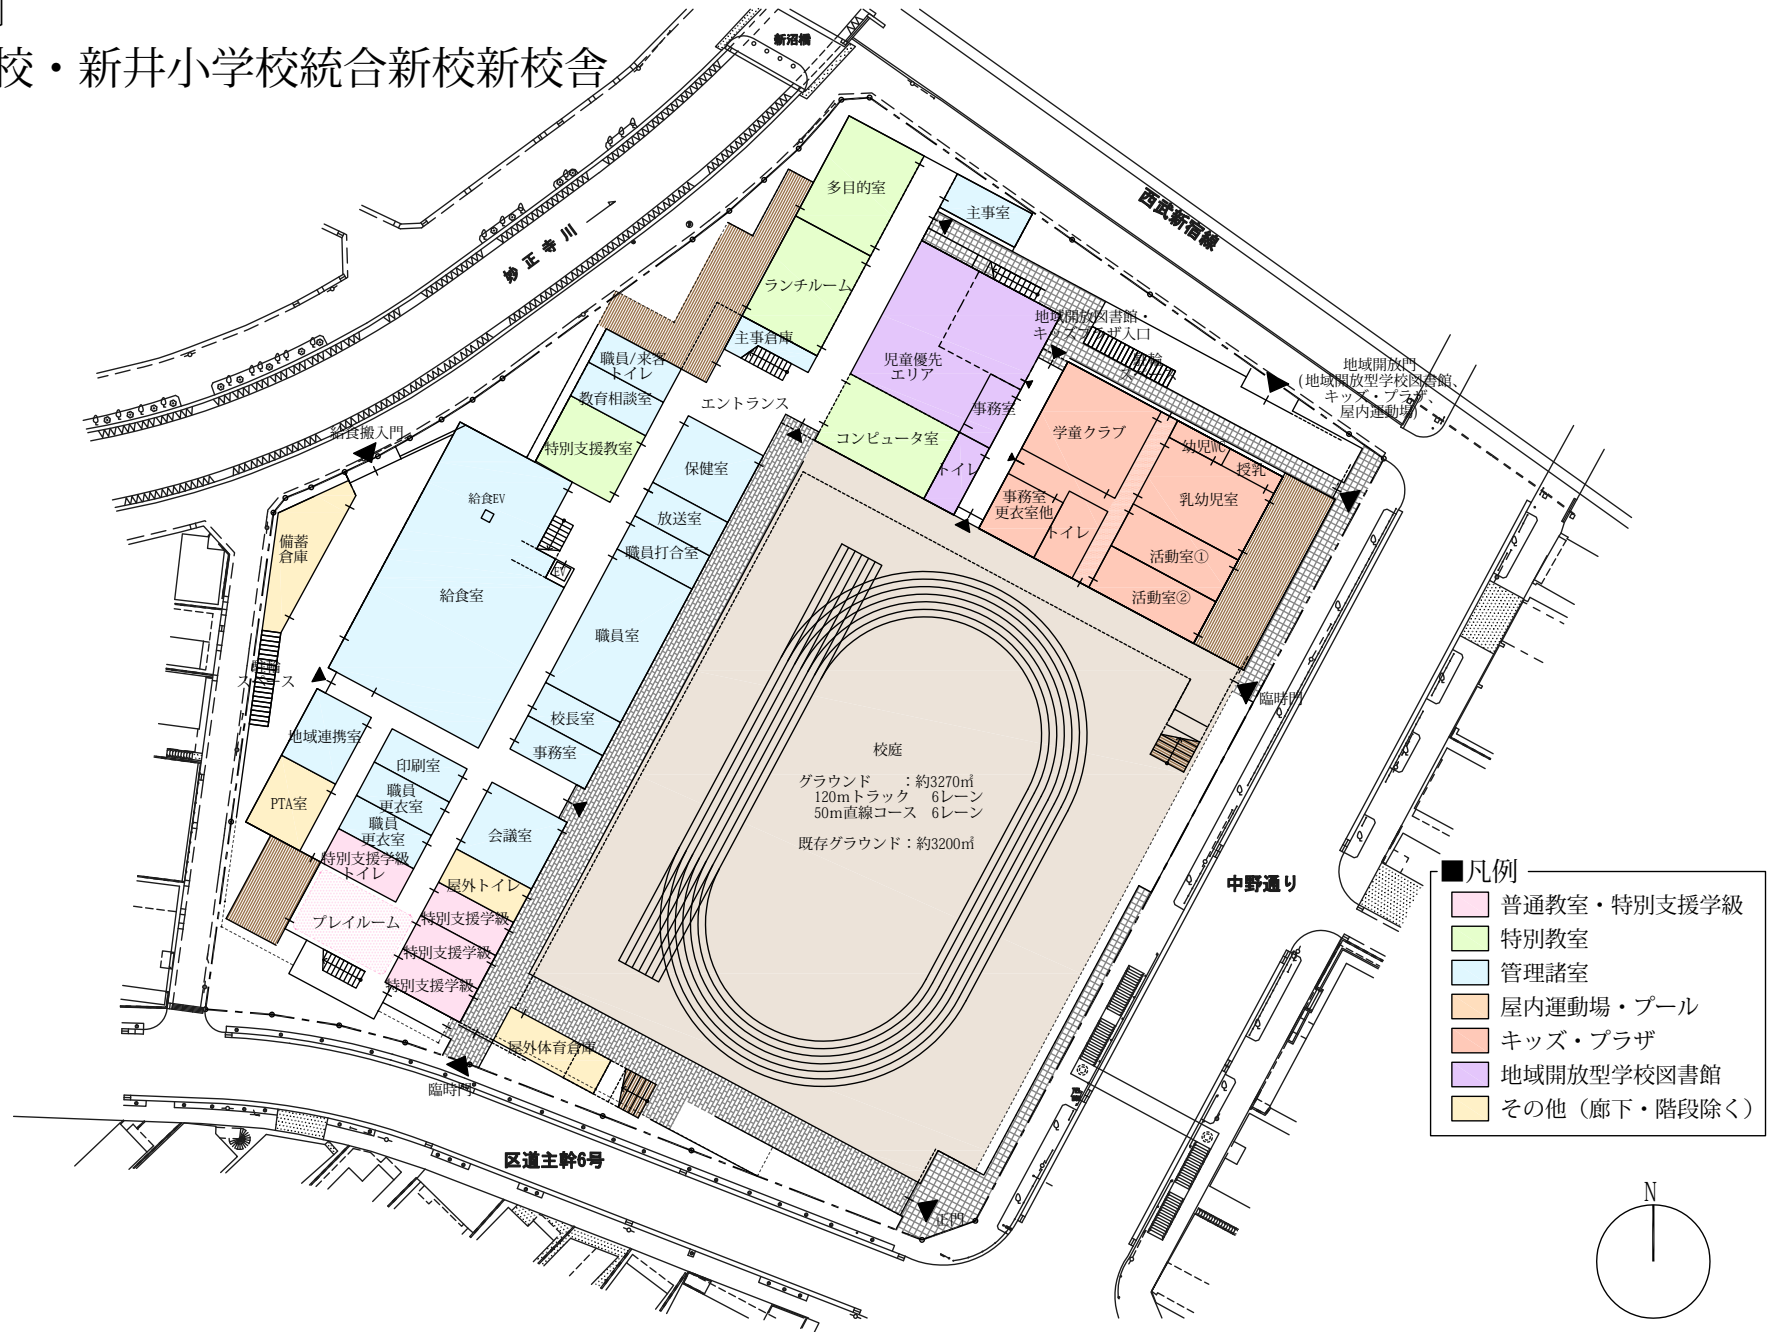 校・新井小学校統合新校新校舎
新沼橋
西武新宿線
妙正寺川
多目的室
主事室
ランチルーム
主事倉庫
地域開放図書館・
キッズプラザ入口
駐輪
児童優先
エリア
地域開放門
(地域開放型学校図書館、
キッズ・プラザ
屋内運動場)
職員/来客
トイレ
教育相談室
エントランス
事務室
学童クラブ
幼児WC
授乳
給食搬入門
特別支援教室
コンピュータ室
トイレ
保健室
乳幼児室
給食EV
事務室
更衣室他
トイレ
放送室
備蓄
倉庫
職員打合室
活動室①
EV
給食室
活動室②
職員室
スペース
臨時門
校長室
地域連携室
事務室
校庭
印刷室
グラウンド ：約3270㎡
120mトラック 6レーン
50m直線コース 6レーン
既存グラウンド：約3200㎡
職員
更衣室
PTA室
職員
更衣室
会議室
特別支援学級
トイレ
屋外トイレ
中野通り
プレイルーム
特別支援学級
特別支援学級
特別支援学級
屋外体育倉庫
臨時門
区道主幹6号
正門
■凡例
普通教室・特別支援学級
特別教室
管理諸室
屋内運動場・プール
キッズ・プラザ
地域開放型学校図書館
その他（廊下・階段除く）
N